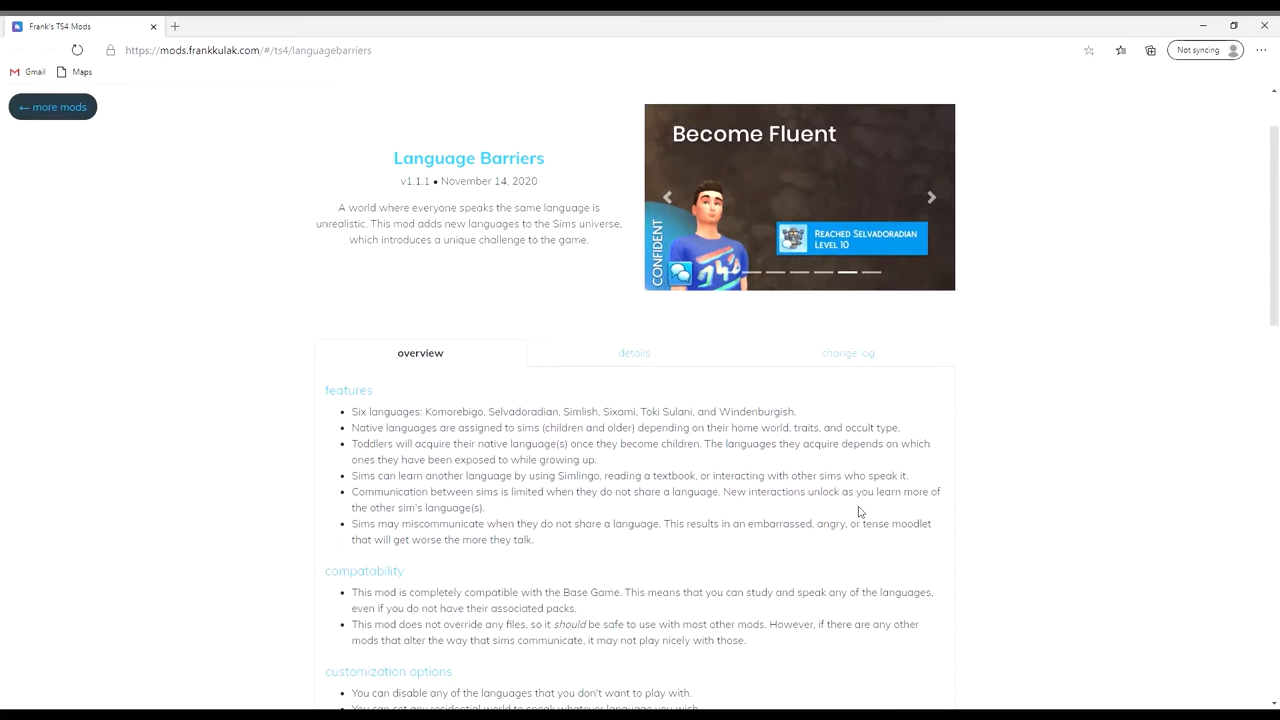 Frank's TS4 Mods
https://mods.frankkulak.com/#/ts4/languagebarriers
Not syncing
Gmail
Maps
← more mods
Become Fluent
Language Barriers
v1.1.1 • November 14, 2020
A world where everyone speaks the same language is
unrealistic. This mod adds new languages to the Sims universe,
which introduces a unique challenge to the game.
CONFIDENT
REACHED SELVADORADIAN
LEVEL 10
overview
details
change log
features
• Six languages: Komorebigo, Selvadoradian, Simlish, Sixami, Toki Sulani, and Windenburgish.
• Native languages are assigned to sims (children and older) depending on their home world, traits, and occult type.
• Toddlers will acquire their native language(s) once they become children. The languages they acquire depends on which
ones they have been exposed to while growing up.
• Sims can learn another language by using Simlingo, reading a textbook, or interacting with other sims who speak it.
• Communication between sims is limited when they do not share a language. New interactions unlock as you learn more of
the other sim's language(s).
• Sims may miscommunicate when they do not share a language. This results in an embarrassed, angry, or tense moodlet
that will get worse the more they talk.
compatability
• This mod is completely compatible with the Base Game. This means that you can study and speak any of the languages,
even if you do not have their associated packs.
• This mod does not override any files, so it should be safe to use with most other mods. However, if there are any other
mods that alter the way that sims communicate, it may not play nicely with those.
customization options
• You can disable any of the languages that you don't want to play with.
• You can set any residential world to speak whatever language you wish.